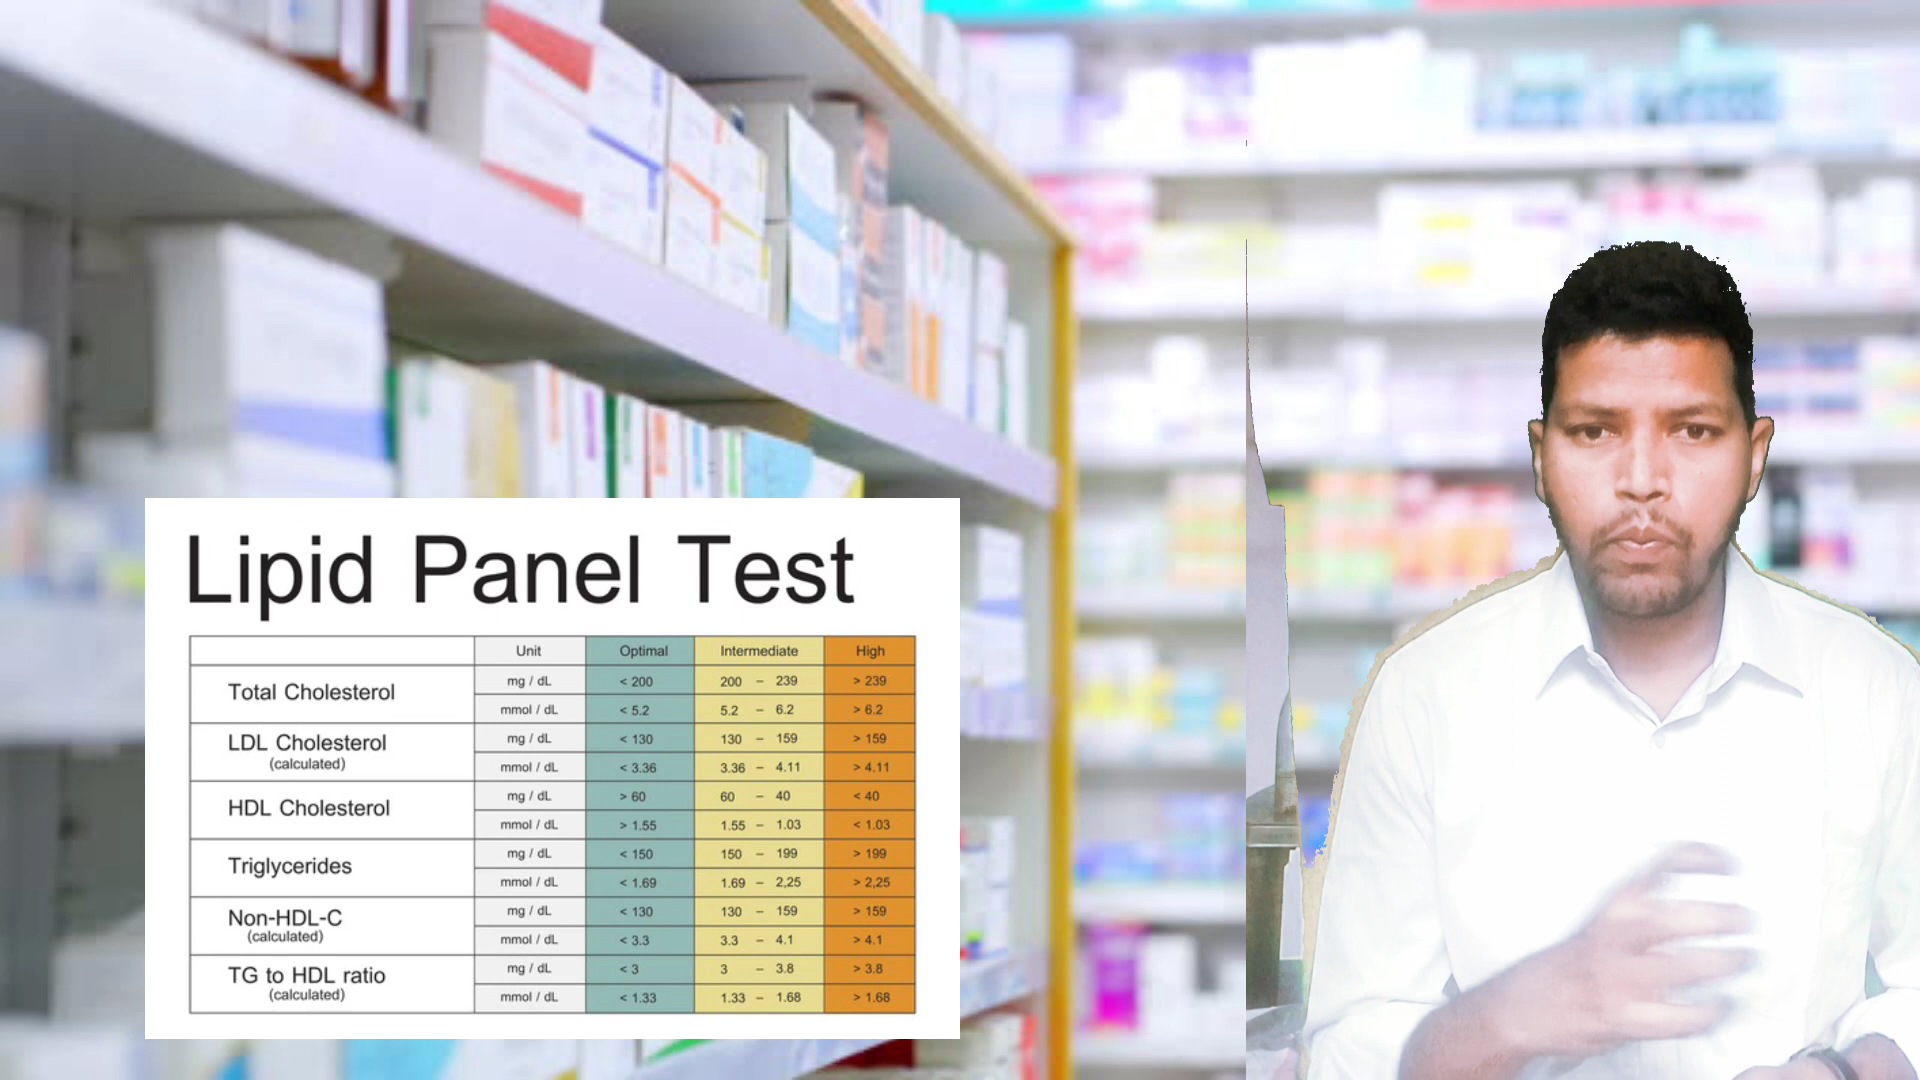 Lipid Panel Test
Unit Optimal Intermediate High
Total Cholesterol
mg / dL < 200 200 – 239 > 239
mmol / dL < 5.2 5.2 – 6.2 > 6.2
LDL Cholesterol
(calculated)
mg / dL < 130 130 – 159 > 159
mmol / dL < 3.36 3.36 – 4.11 > 4.11
HDL Cholesterol
mg / dL > 60 60 – 40 < 40
mmol / dL > 1.55 1.55 – 1.03 < 1.03
Triglycerides
mg / dL < 150 150 – 199 > 199
mmol / dL < 1.69 1.69 – 2,25 > 2,25
Non-HDL-C
(calculated)
mg / dL < 130 130 – 159 > 159
mmol / dL < 3.3 3.3 – 4.1 > 4.1
TG to HDL ratio
(calculated)
mg / dL < 3 3 – 3.8 > 3.8
mmol / dL < 1.33 1.33 – 1.68 > 1.68